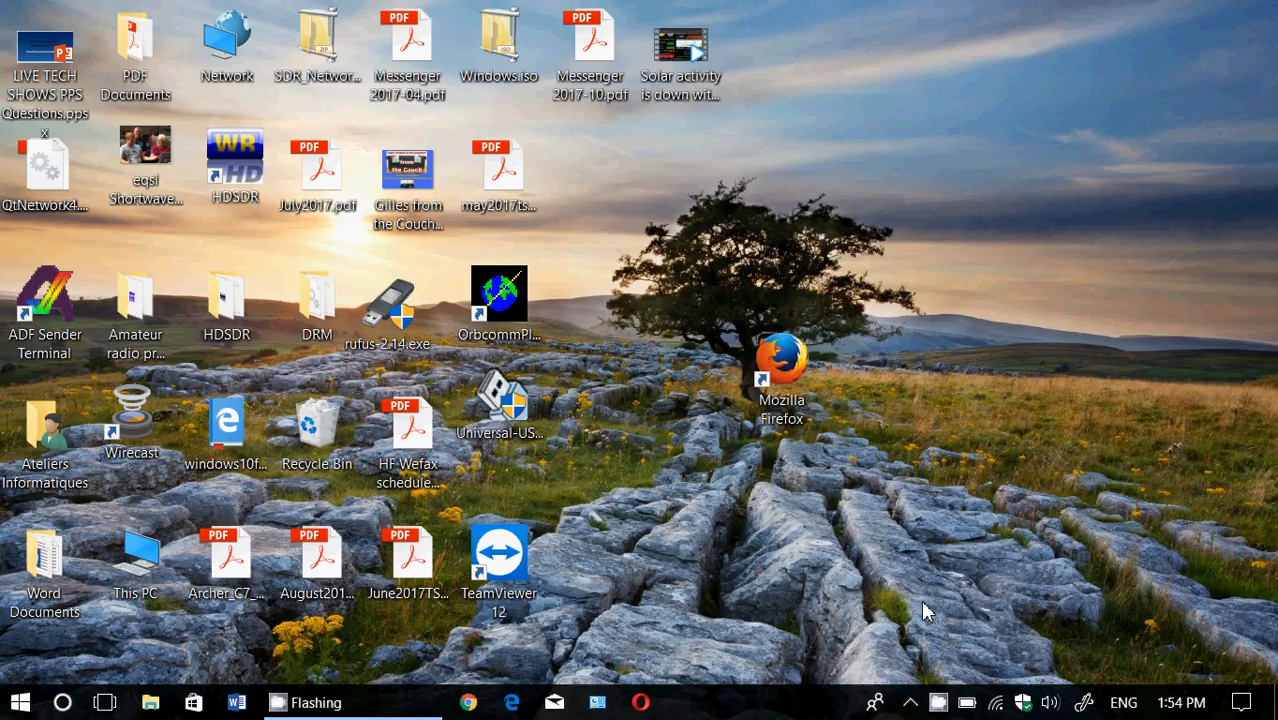 LIVE TECH
SHOWS PPS
Questions.pps
x
PDF
Documents
Network
SDR_Networ...
PDF
Messenger
2017-04.pdf
Windows.iso
PDF
Messenger
2017-10.pdf
Solar activity
is down wit...
QtNetwork4....
eqsl
Shortwave...
WR
HD
HDSDR
PDF
July2017.pdf
Gilles from
the Couch...
PDF
may2017ts...
ADF Sender
Terminal
Amateur
radio pr...
HDSDR
DRM
rufus-2.14.exe
OrbcommPl...
Mozilla
Firefox
Ateliers
Informatiques
Wirecast
windows10f...
Recycle Bin
PDF
HF Wefax
schedule...
Universal-US...
Word
Documents
This PC
PDF
Archer_C7_...
PDF
August201...
PDF
June2017TS...
TeamViewer
12
Flashing
ENG
1:54 PM